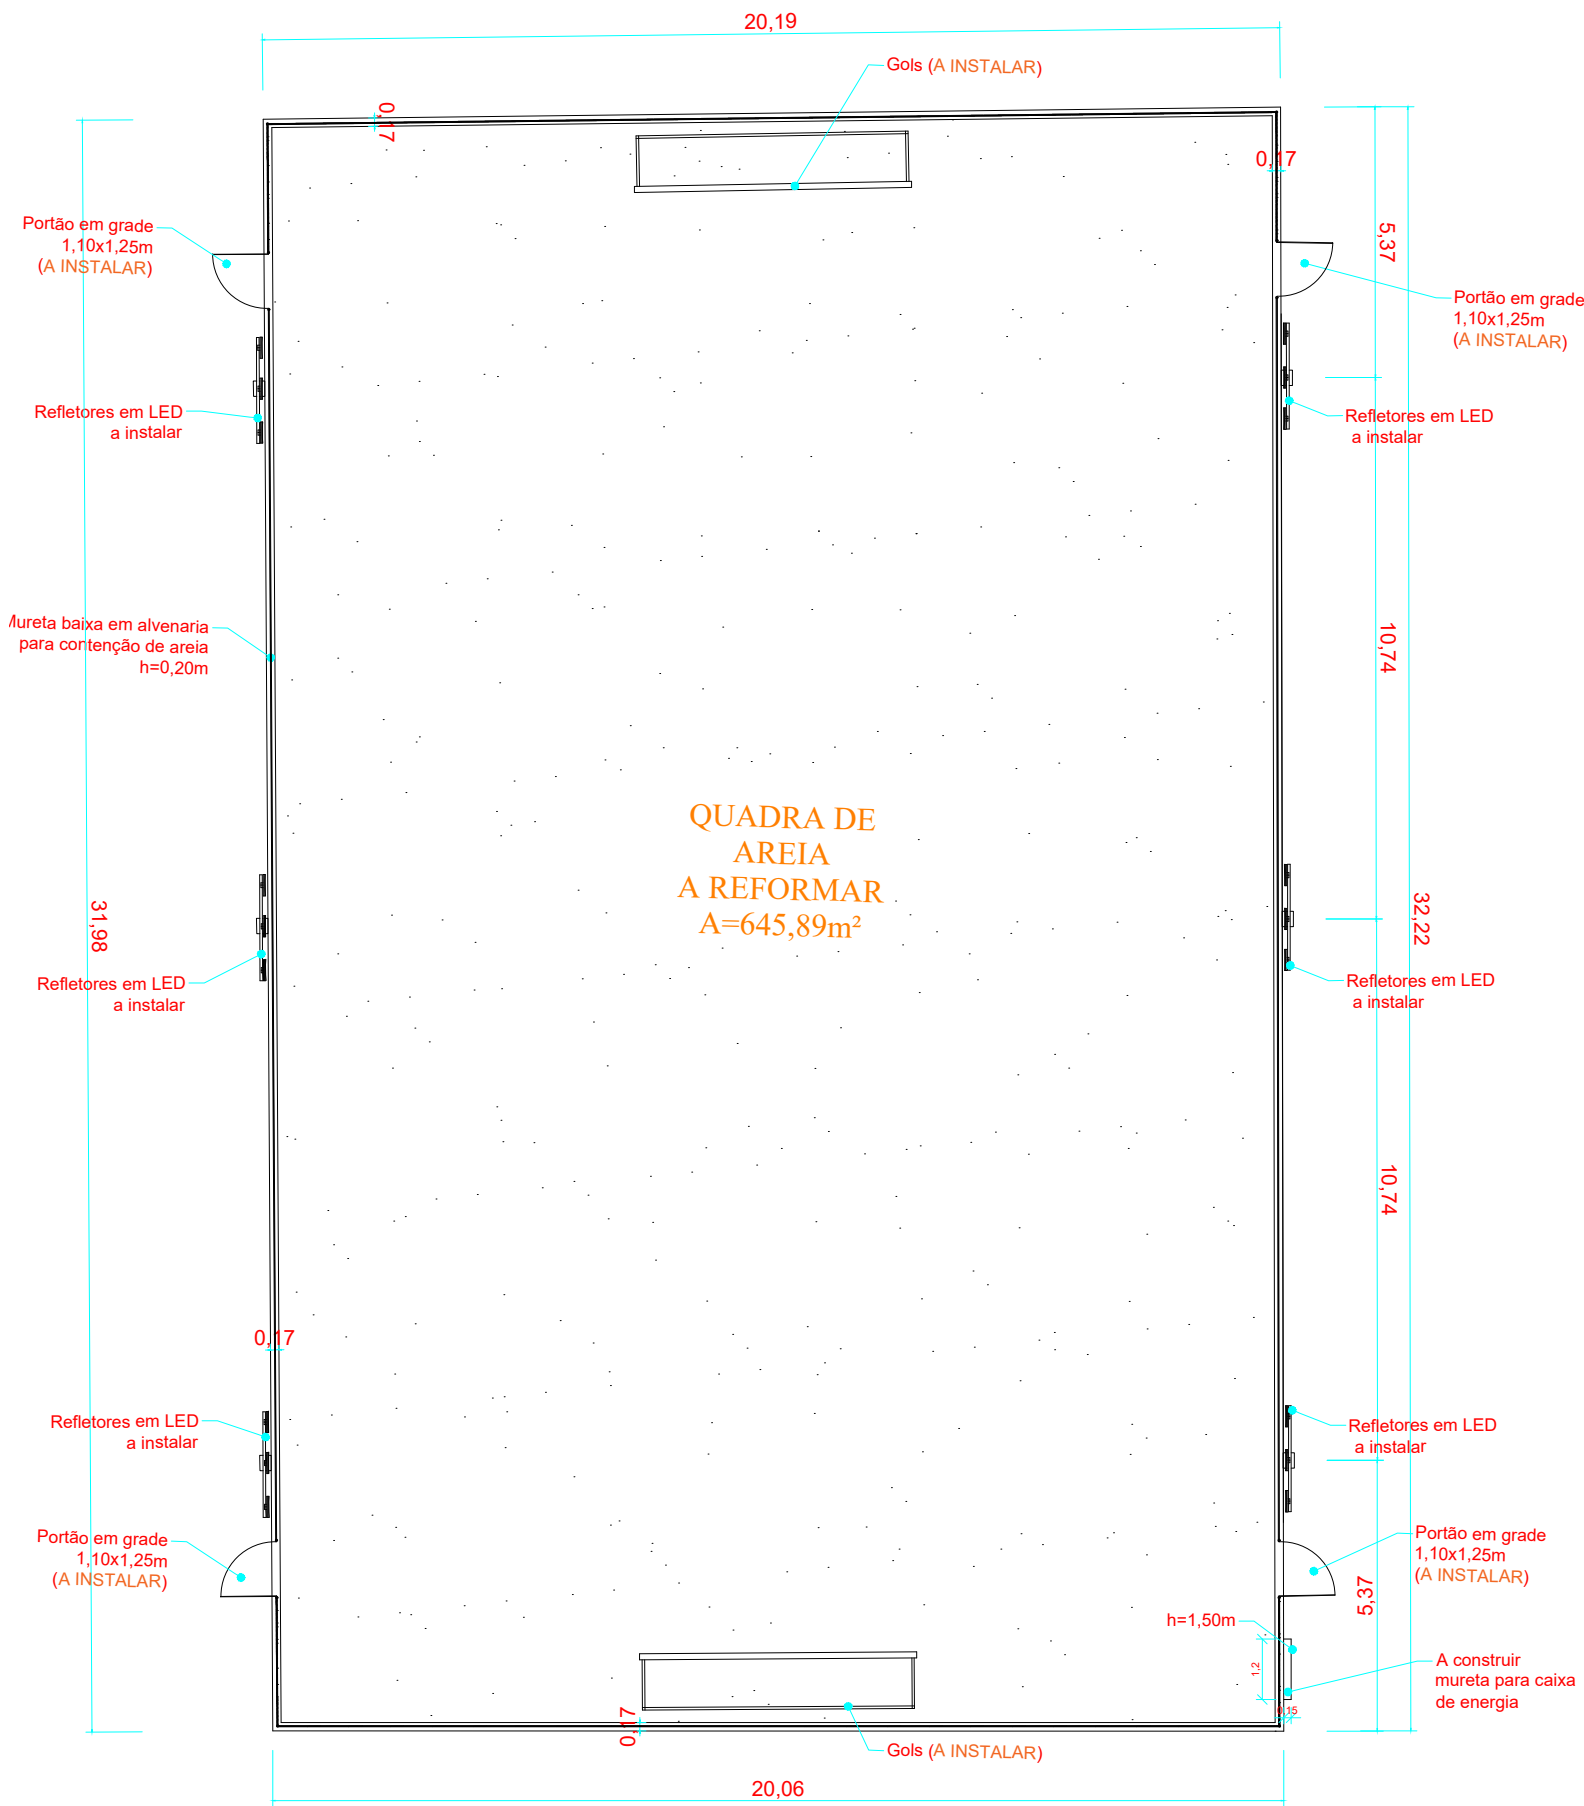 20,19
Gols (A INSTALAR)
0,17
0,17
Portão em grade
1,10x1,25m
(A INSTALAR)
5,37
Portão em grade
1,10x1,25m
(A INSTALAR)
Refletores em LED
a instalar
Refletores em LED
a instalar
baixa em alvenaria
para contenção de areia
h=0,20m
10,74
QUADRA DE
AREIA
A REFORMAR
A=645,89m²
31,98
32,22
Refletores em LED
a instalar
Refletores em LED
a instalar
10,74
0,17
Refletores em LED
a instalar
Refletores em LED
a instalar
Portão em grade
1,10x1,25m
(A INSTALAR)
Portão em grade
1,10x1,25m
(A INSTALAR)
5,37
h=1,50m
1.2
A construir
mureta para caixa
de energia
0,15
0,17
Gols (A INSTALAR)
20,06